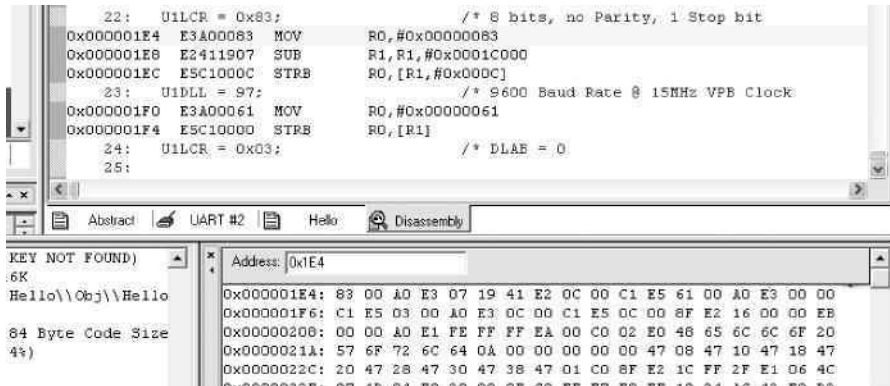 22: U1LCR = 0x83; /* 8 bits, no Parity, 1 Stop bit
0x000001E4 E3A00083 MOV R0,#0x00000083
0x000001E8 E2411907 SUB R1,R1,#0x0001C000
0x000001EC E5C1000C STRB R0,[R1,#0x000C]
23: U1DLL = 97; /* 9600 Baud Rate @ 15MHz VPB Clock
0x000001F0 E3A00061 MOV R0,#0x00000061
0x000001F4 E5C10000 STRB R0,[R1]
24: U1LCR = 0x03; /* DLAB = 0
25:
Abstract UART #2 Hello Disassembly
KEY NOT FOUND)
6K
Hello\\Obj\\Hello
84 Byte Code Size
4%)
Address: 0x1E4
0x000001E4: 83 00 A0 E3 07 19 41 E2 0C 00 C1 E5 61 00 A0 E3 00 00
0x000001F6: C1 E5 03 00 A0 E3 0C 00 C1 E5 0C 00 8F E2 16 00 00 EB
0x00000208: 00 00 A0 E1 FE FF FF EA 00 C0 02 E0 48 65 6C 6C 6F 20
0x0000021A: 57 6F 72 6C 64 0A 00 00 00 00 00 47 08 47 10 47 18 47
0x0000022C: 20 47 28 47 30 47 38 47 01 C0 8F E2 1C FF 2F E1 06 4C